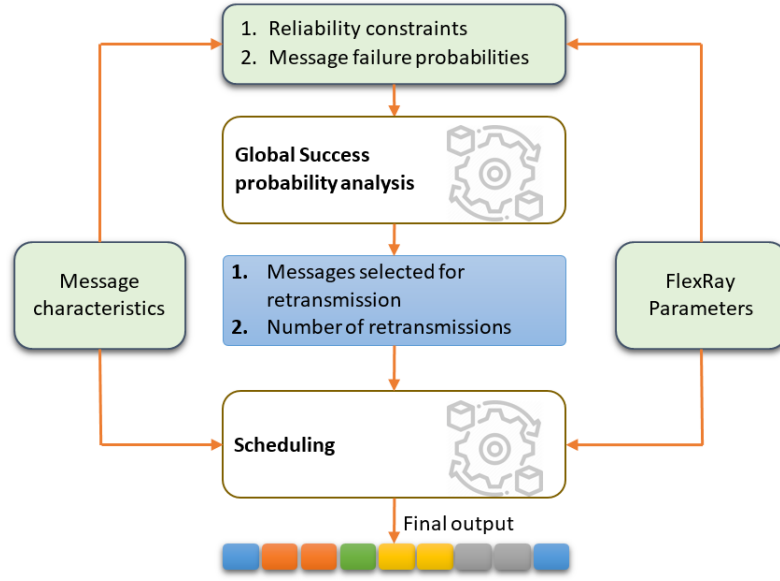 1. Reliability constraints
2. Message failure probabilities
Global Success
probability analysis
Message
characteristics
1. Messages selected for
retransmission
2. Number of retransmissions
FlexRay
Parameters
Scheduling
Final output